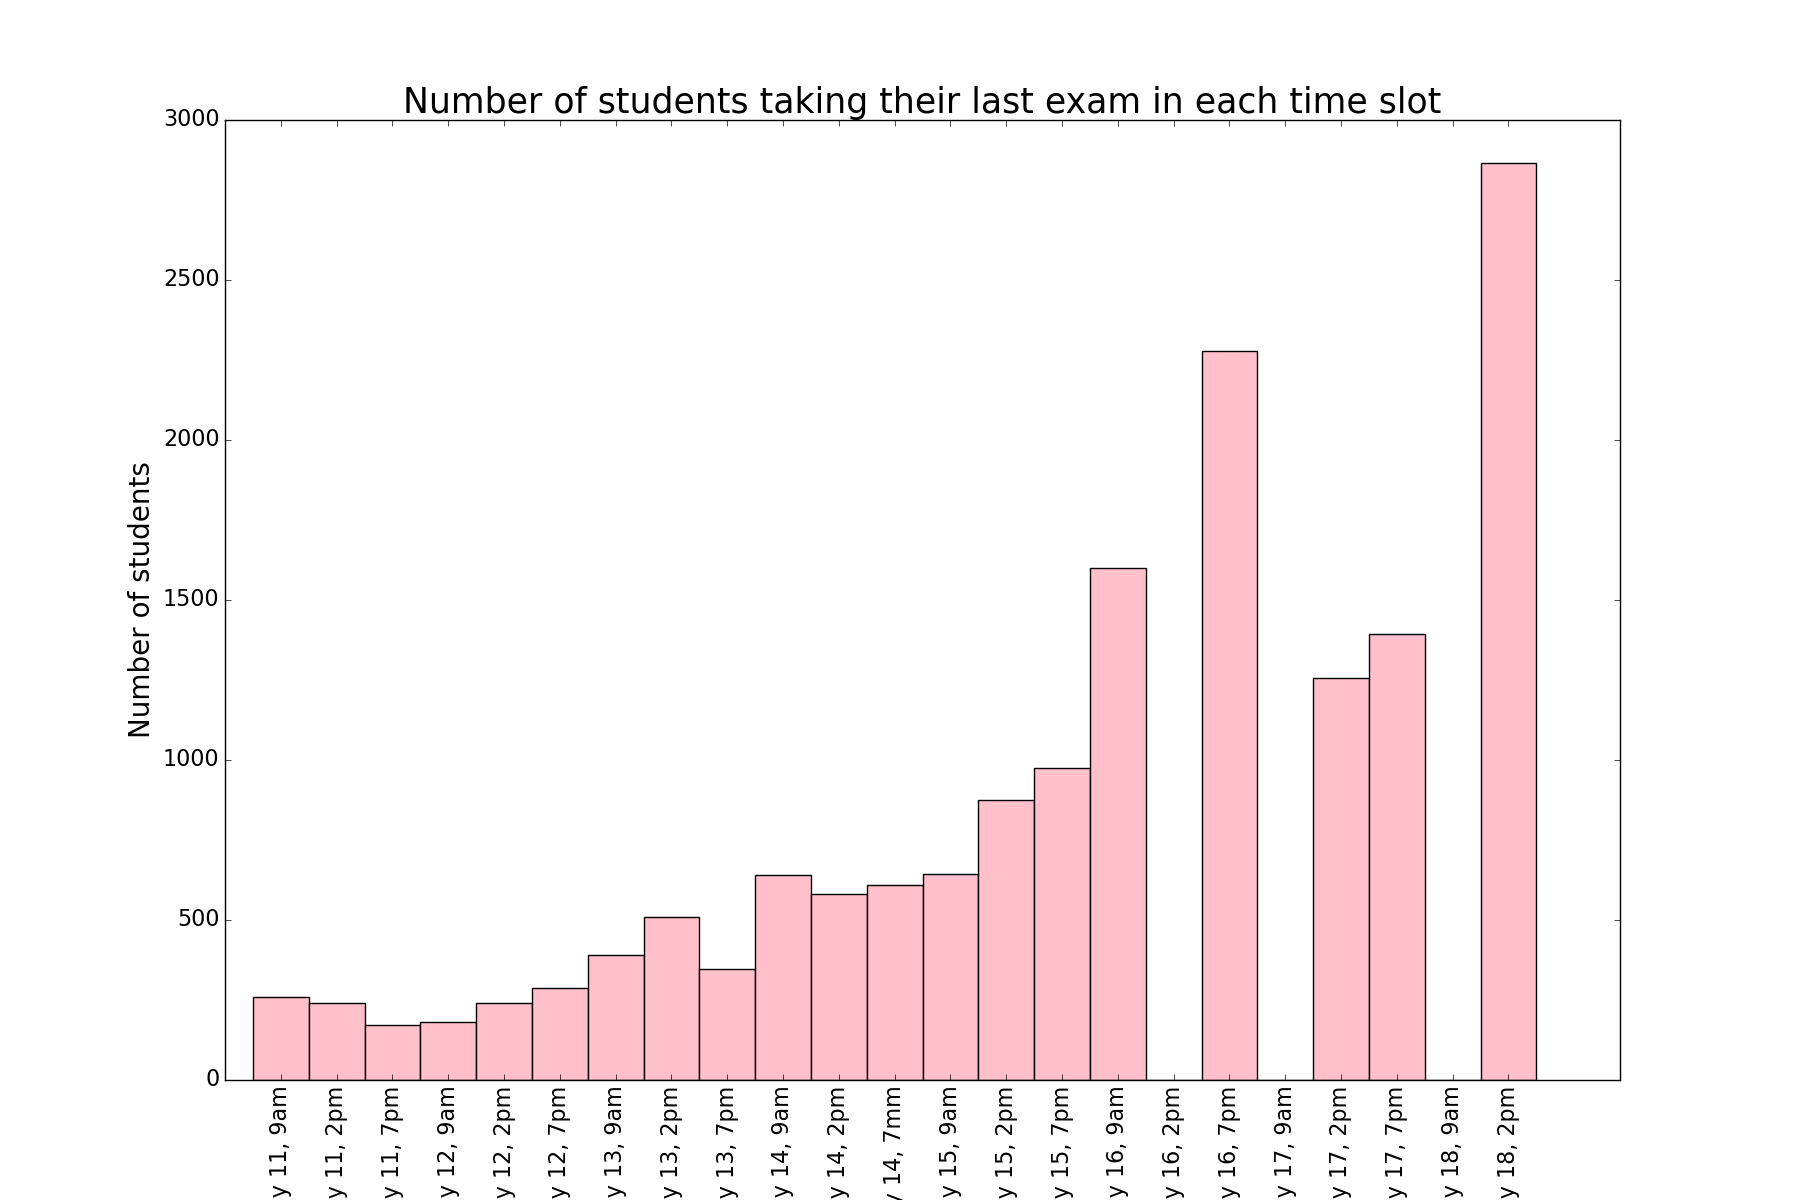 Number of students taking their last exam in each time slot
Number of students
3000
2500
2000
1500
1000
500
0
y 11, 9am
y 11, 2pm
y 11, 7pm
y 12, 9am
y 12, 2pm
y 12, 7pm
y 13, 9am
y 13, 2pm
y 13, 7pm
y 14, 9am
y 14, 2pm
y 14, 7mm
y 15, 9am
y 15, 2pm
y 15, 7pm
y 16, 9am
y 16, 2pm
y 16, 7pm
y 17, 9am
y 17, 2pm
y 17, 7pm
y 18, 9am
y 18, 2pm